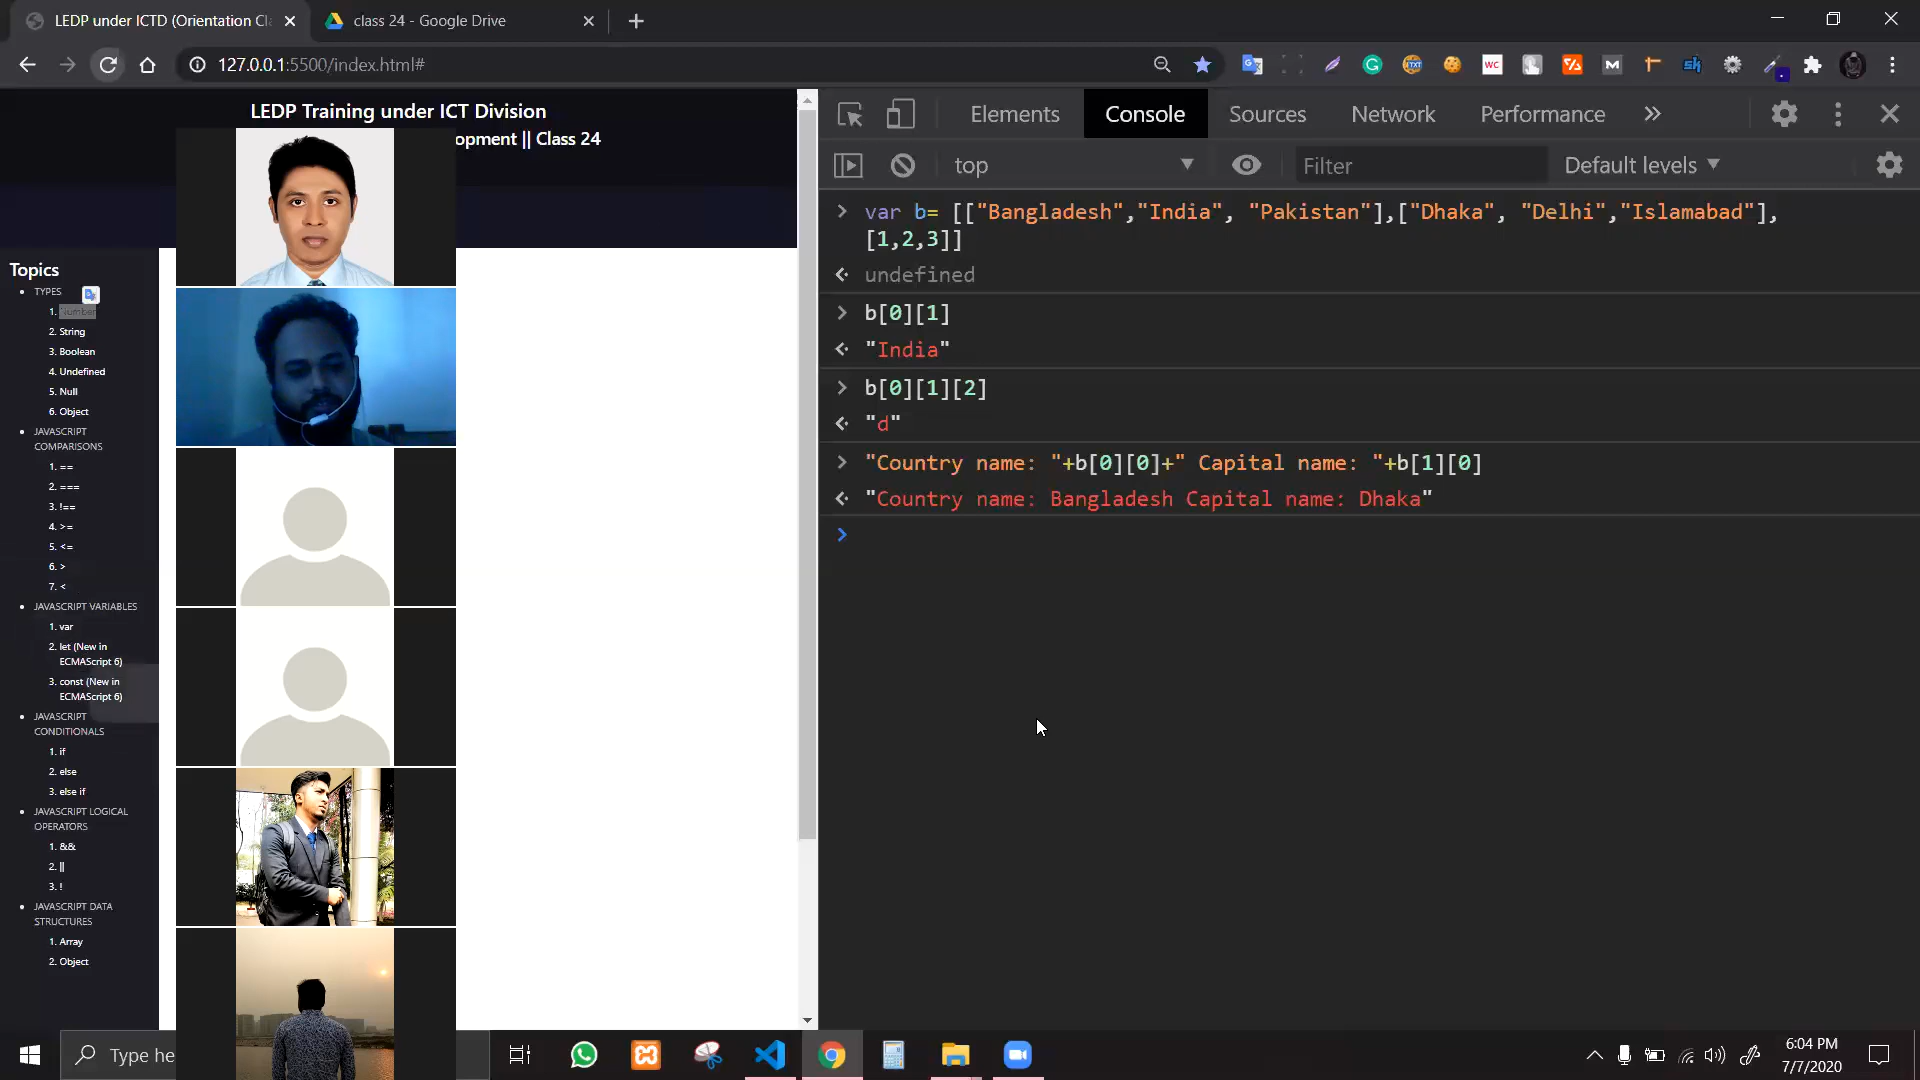 LEDP under ICTD (Orientation Cl
class 24 - Google Drive
127.0.0.1:5500/index.html#
LEDP Training under ICT Division
opment || Class 24
Topics
TYPES
1. Number
2. String
3. Boolean
4. Undefined
5. Null
6. Object
JAVASCRIPT
COMPARISONS
1. ==
2. ===
3. !==
4. >=
5. <=
6. >
7. <
JAVASCRIPT VARIABLES
1. var
2. let (New in
ECMAScript 6)
3. const (New in
ECMAScript 6)
JAVASCRIPT
CONDITIONALS
1. if
2. else
3. else if
JAVASCRIPT LOGICAL
OPERATORS
1. &&
2. ||
3. !
JAVASCRIPT DATA
STRUCTURES
1. Array
2. Object
Elements Console Sources Network Performance »
top Filter Default levels
> var b= [["Bangladesh","India", "Pakistan"],["Dhaka", "Delhi","Islamabad"],
[1,2,3]]
undefined
> b[0][1]
"India"
> b[0][1][2]
"d"
> "Country name: "+b[0][0]+" Capital name: "+b[1][0]
"Country name: Bangladesh Capital name: Dhaka"
>
Type he
6:04 PM
7/7/2020